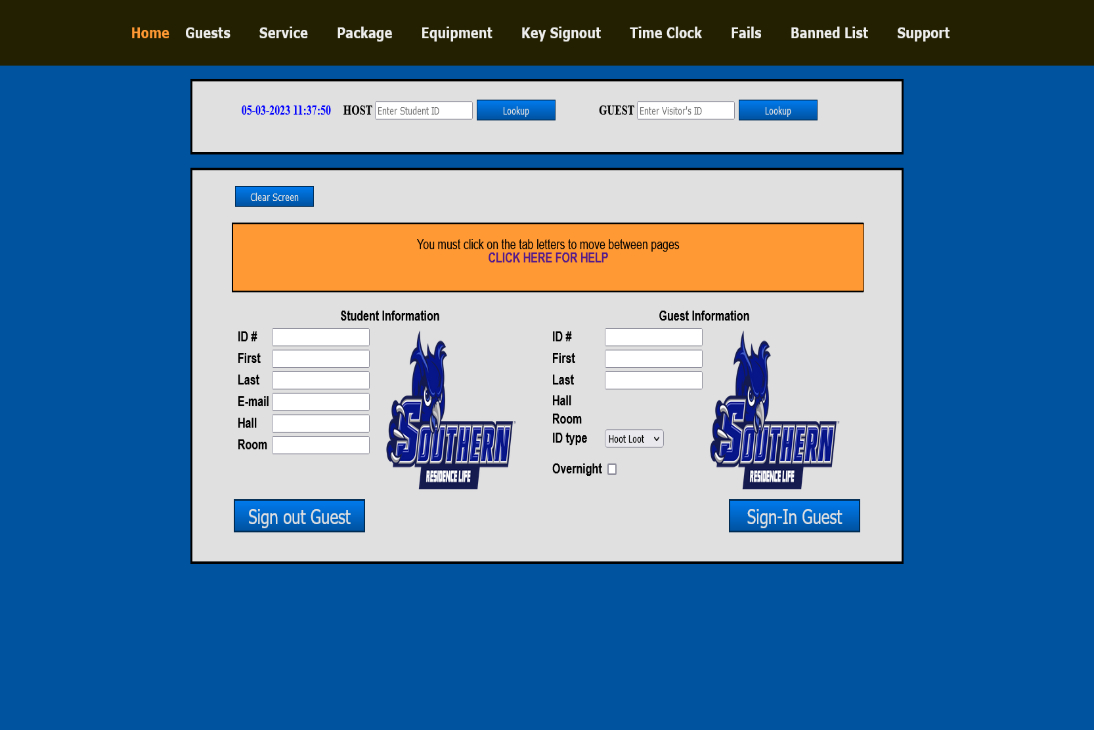 Home Guests Service Package Equipment Key Signout Time Clock Fails Banned List Support
05-03-2023 11:37:50 HOST Enter Student ID Lookup GUEST Enter Visitor's ID Lookup
Clear Screen
You must click on the tab letters to move between pages
CLICK HERE FOR HELP
Student Information
ID #
First
Last
E-mail
Hall
Room
SOUTHERN
RESIDENCE LIFE
Sign out Guest
Guest Information
ID #
First
Last
Hall
Room
ID type Hoot Loot
Overnight
SOUTHERN
RESIDENCE LIFE
Sign-In Guest